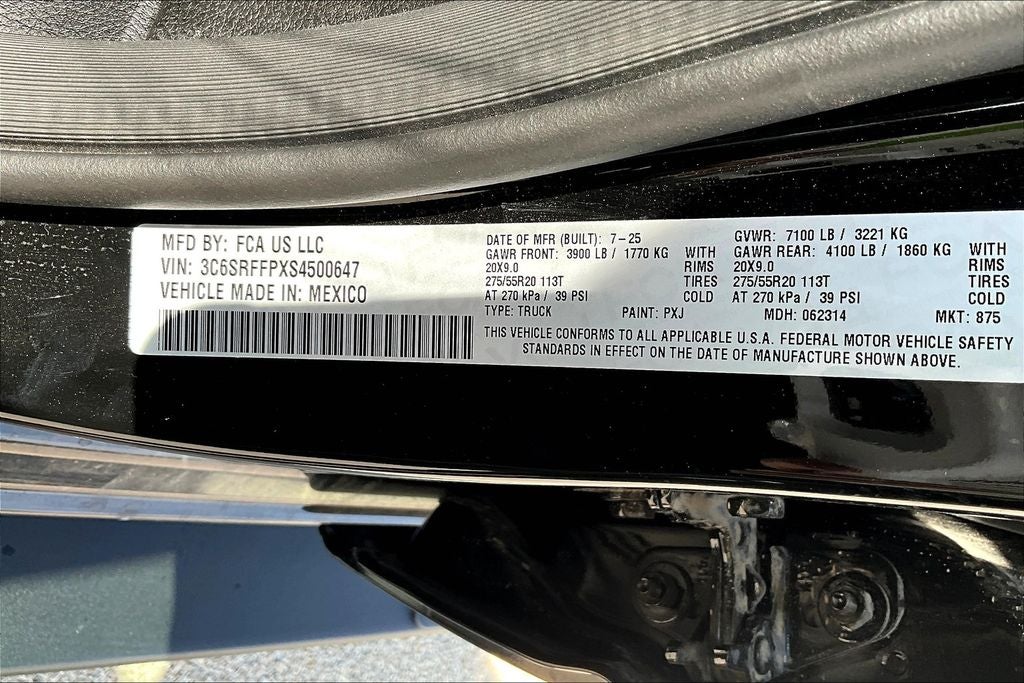 MFD BY: FCA US LLC
VIN: 3C6SRFFPXS4500647
VEHICLE MADE IN: MEXICO
DATE OF MFR (BUILT): 7-25
GAWR FRONT: 3900 LB / 1770 KG WITH
20X9.0 RIMS
275/55R20 113T TIRES
AT 270 kPa / 39 PSI COLD
GVWR: 7100 LB / 3221 KG
GAWR REAR: 4100 LB / 1860 KG WITH
20X9.0 RIMS
275/55R20 113T TIRES
AT 270 kPa / 39 PSI COLD
TYPE: TRUCK PAINT: PXJ MDH: 062314 MKT: 875
THIS VEHICLE CONFORMS TO ALL APPLICABLE U.S.A. FEDERAL MOTOR VEHICLE SAFETY
STANDARDS IN EFFECT ON THE DATE OF MANUFACTURE SHOWN ABOVE.